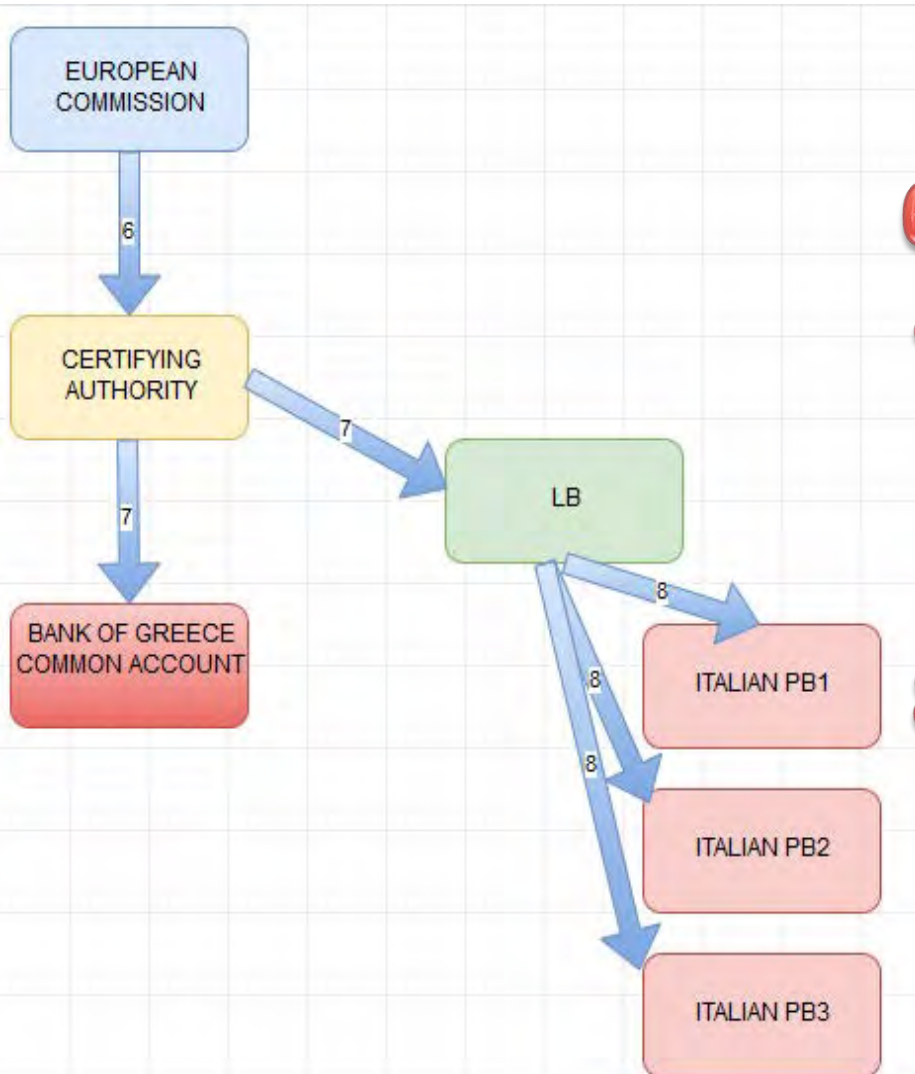 EUROPEAN
COMMISSION
6
CERTIFYING
AUTHORITY
7
7
LB
8
BANK OF GREECE
COMMON ACCOUNT
8
ITALIAN PB1
8
ITALIAN PB2
ITALIAN PB3